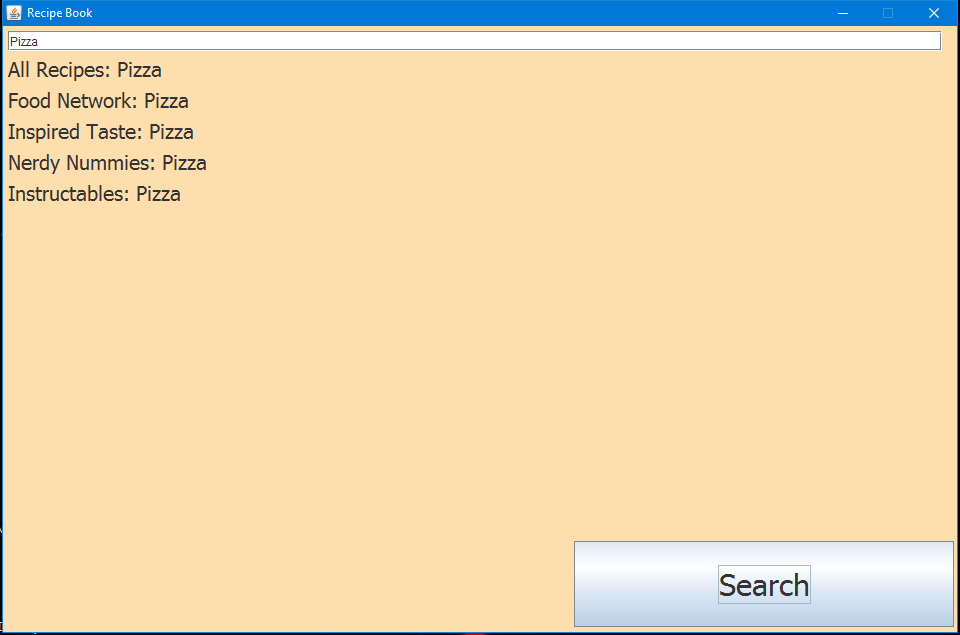 Recipe Book
Pizza
All Recipes: Pizza
Food Network: Pizza
Inspired Taste: Pizza
Nerdy Nummies: Pizza
Instructables: Pizza
Search